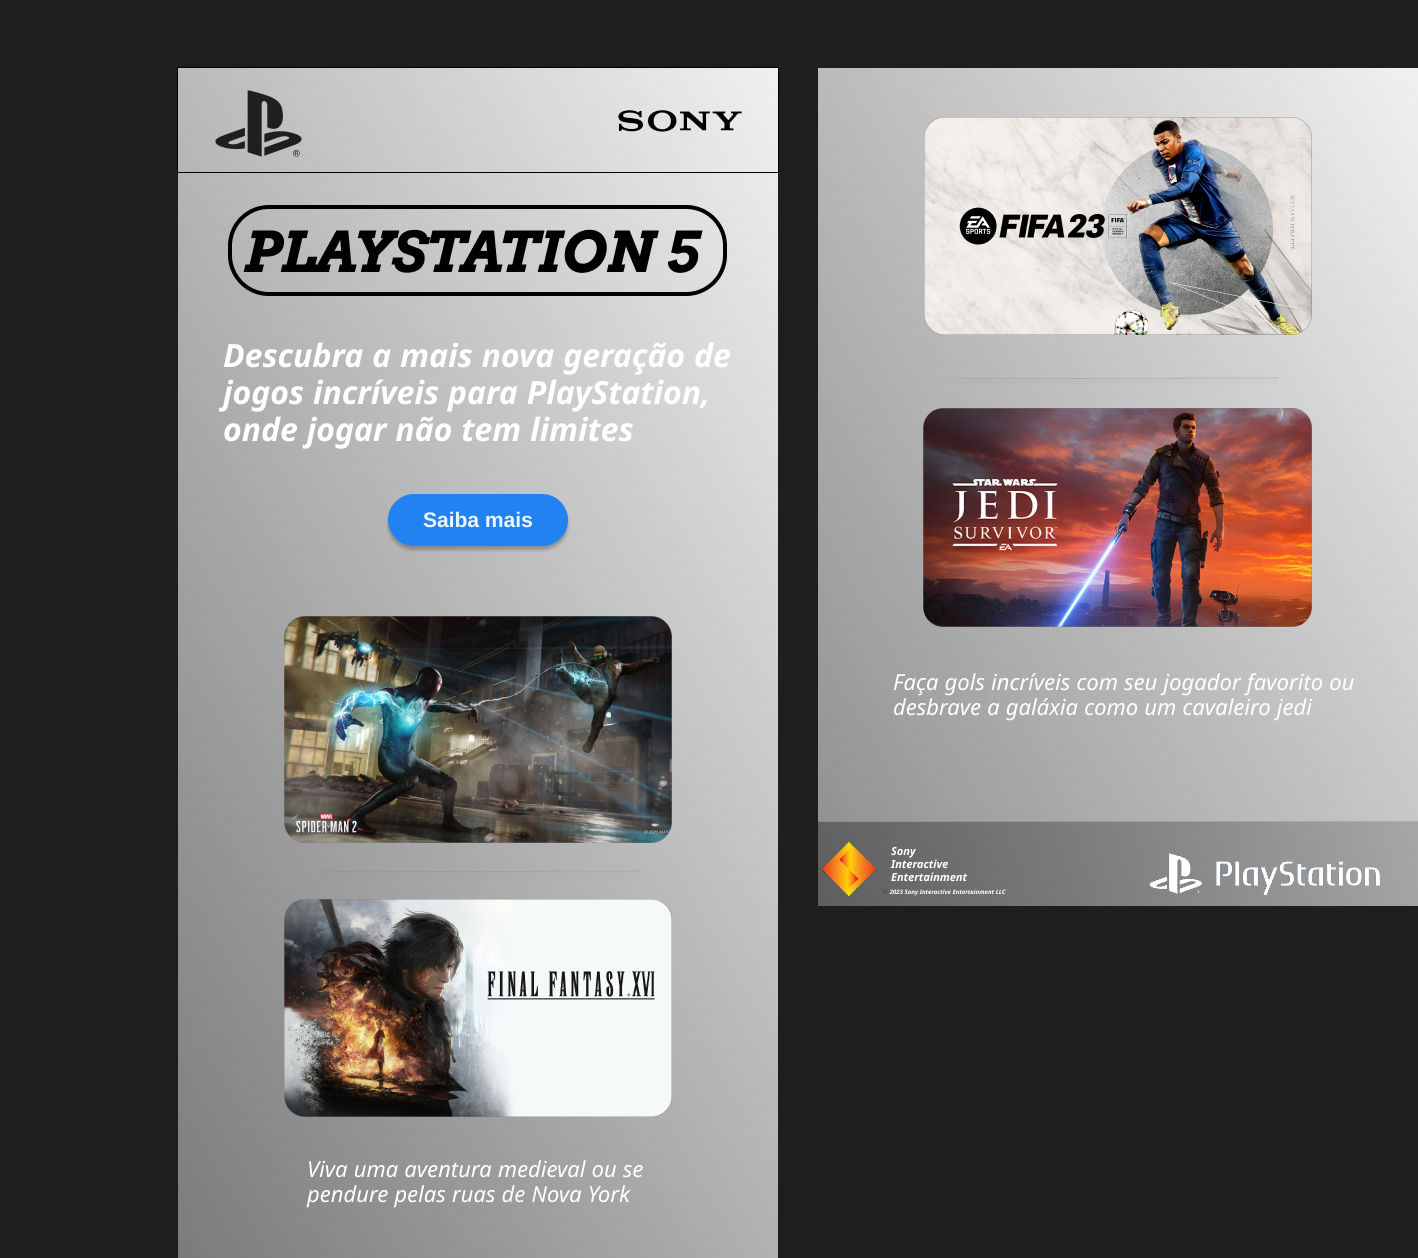 SONY
PLAYSTATION 5
Descubra a mais nova geração de
jogos incríveis para PlayStation,
onde jogar não tem limites
Saiba mais
MARVEL
SPIDER-MAN 2
FINAL FANTASY XVI
Viva uma aventura medieval ou se
pendure pelas ruas de Nova York
EA
SPORTS
FIFA 23
FIFA
KYLIAN MBAPPÉ
STAR WARS
JEDI
SURVIVOR
EA
Faça gols incríveis com seu jogador favorito ou
desbrave a galáxia como um cavaleiro jedi
Sony
Interactive
Entertainment
2023 Sony Interactive Entertainment LLC
PlayStation